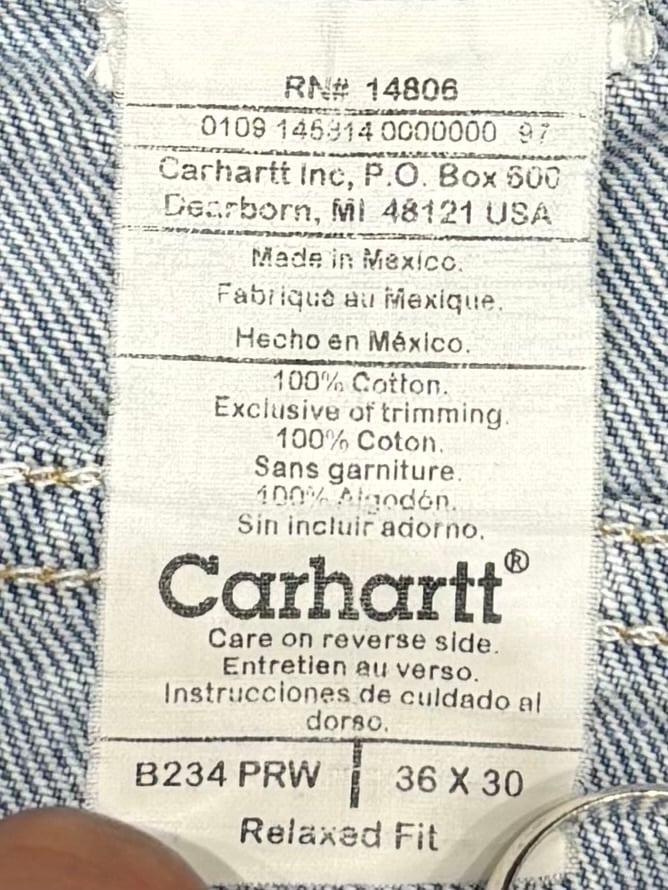 RN# 14806
0109 146814 0000000 97
Carhartt Inc, P.O. Box 600
Dearborn, MI 48121 USA
Made in Mexico.
Fabriqué au Mexique.
Hecho en México.
100% Cotton.
Exclusive of trimming.
100% Coton.
Sans garniture.
100% Algodón.
Sin incluir adorno.
Carhartt®
Care on reverse side.
Entretien au verso.
Instrucciones de cuidado al
dorso.
B234 PRW | 36 X 30
Relaxed Fit